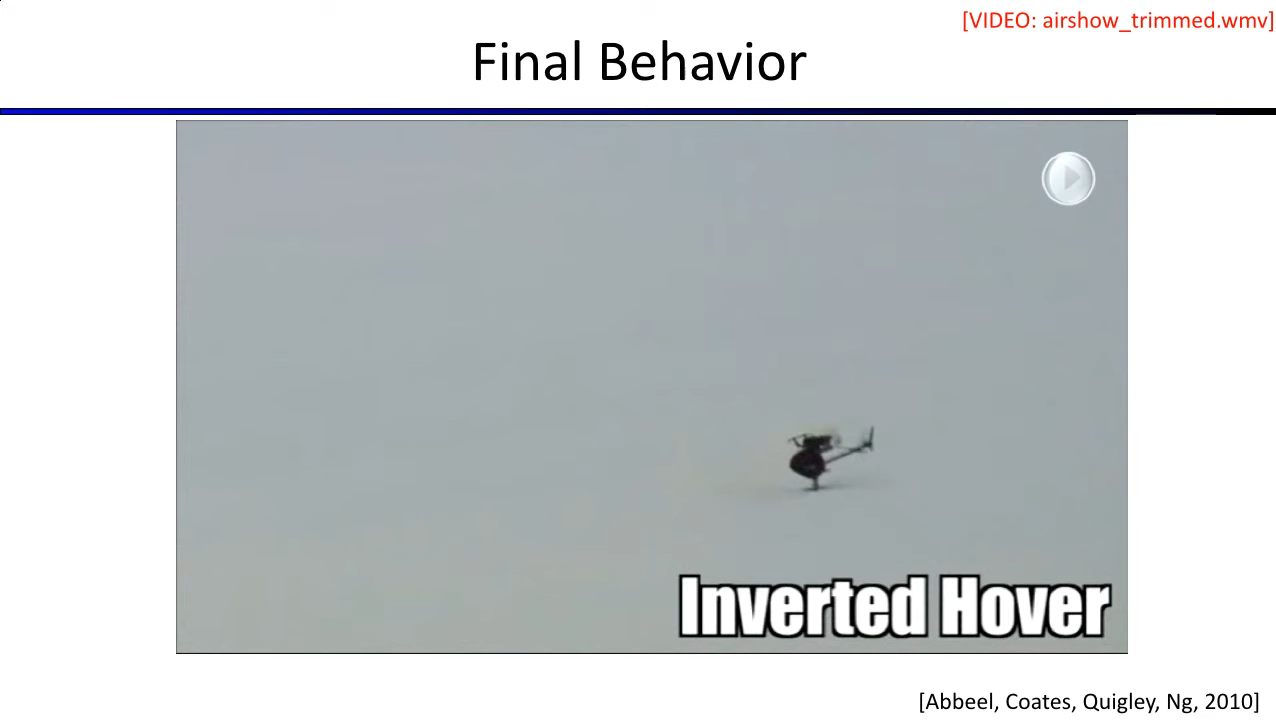 [VIDEO: airshow_trimmed.wmv]
Final Behavior
Inverted Hover
[Abbeel, Coates, Quigley, Ng, 2010]